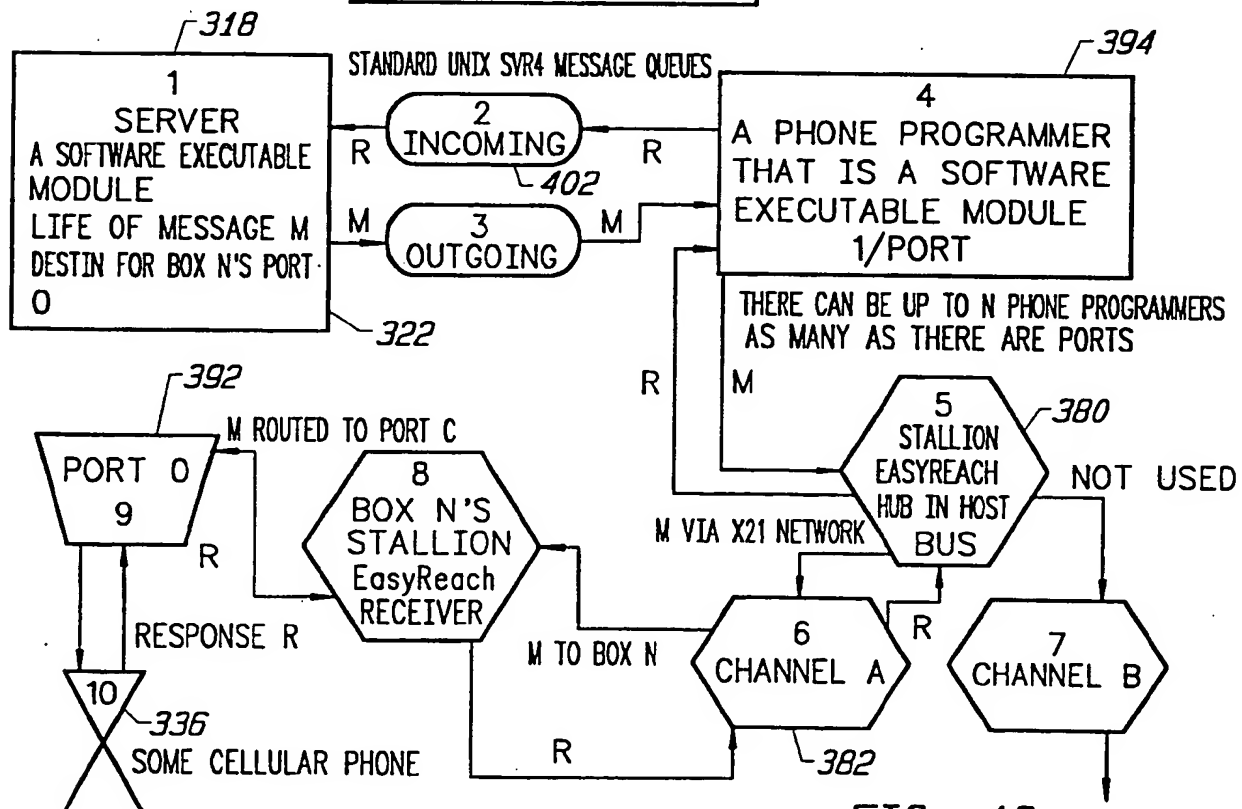 318
394
STANDARD UNIX SVR4 MESSAGE QUEUES
1
SERVER
A SOFTWARE EXECUTABLE
MODULE
LIFE OF MESSAGE M
DESTIN FOR BOX N'S PORT
0
322
2
INCOMING
R
R
402
3
OUTGOING
M
M
4
A PHONE PROGRAMMER
THAT IS A SOFTWARE
EXECUTABLE MODULE
1/PORT
THERE CAN BE UP TO N PHONE PROGRAMMERS
AS MANY AS THERE ARE PORTS
R
M
392
M ROUTED TO PORT C
PORT 0
9
R
8
BOX N'S
STALLION
EasyReach
RECEIVER
5
STALLION
EASYREACH
HUB IN HOST
BUS
380
NOT USED
M VIA X21 NETWORK
RESPONSE R
M TO BOX N
6
CHANNEL A
R
7
CHANNEL B
382
10
336
SOME CELLULAR PHONE
R